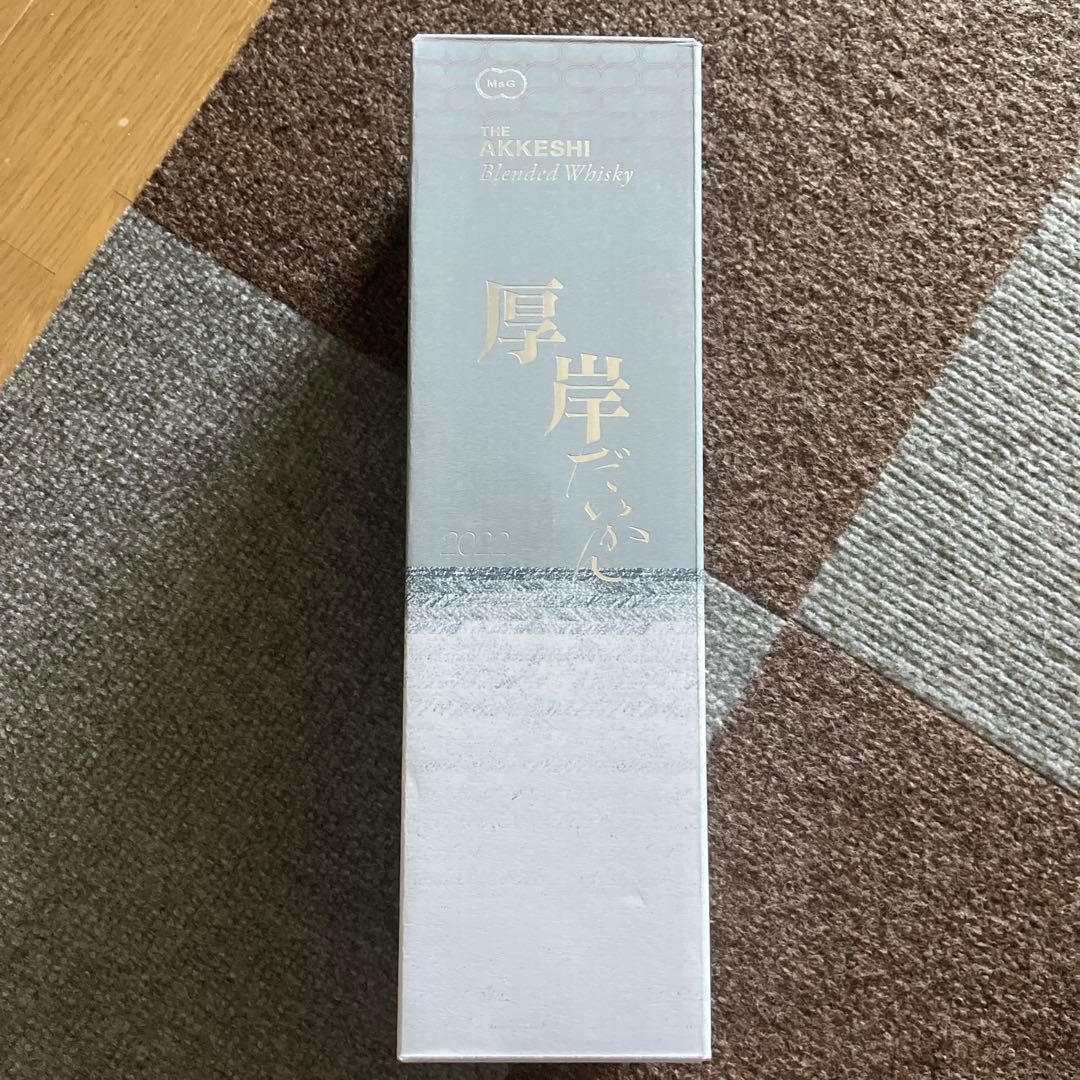 M&G
THE
AKKESHI
Blended Whisky
厚岸だいかん
2022